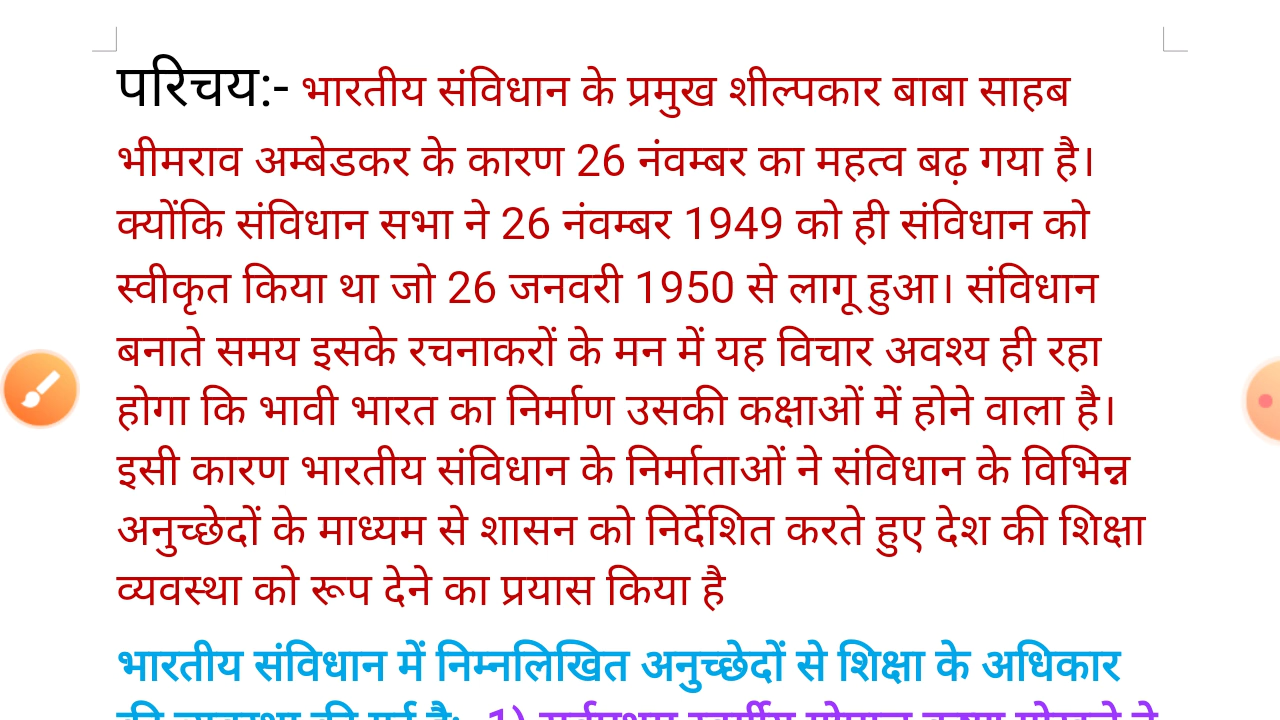 परिचय:- भारतीय संविधान के प्रमुख शील्पकार बाबा साहब
भीमराव अम्बेडकर के कारण 26 नंवम्बर का महत्व बढ़ गया है।
क्योंकि संविधान सभा ने 26 नंवम्बर 1949 को ही संविधान को
स्वीकृत किया था जो 26 जनवरी 1950 से लागू हुआ। संविधान
बनाते समय इसके रचनाकरों के मन में यह विचार अवश्य ही रहा
होगा कि भावी भारत का निर्माण उसकी कक्षाओं में होने वाला है।
इसी कारण भारतीय संविधान के निर्माताओं ने संविधान के विभिन्न
अनुच्छेदों के माध्यम से शासन को निर्देशित करते हुए देश की शिक्षा
व्यवस्था को रूप देने का प्रयास किया है
भारतीय संविधान में निम्नलिखित अनुच्छेदों से शिक्षा के अधिकार